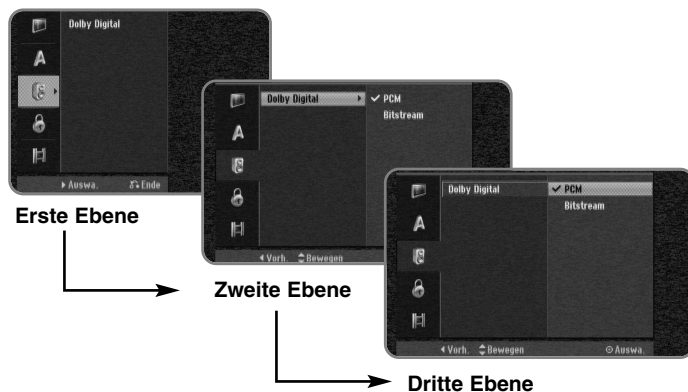 Dolby Digital
A
Auswa. Ende
Erste Ebene
Dolby Digital PCM
Bitstream
A
Vorh. Bewegen
Zweite Ebene
Dolby Digital PCM
Bitstream
A
Vorh. Bewegen Auswa.
Dritte Ebene